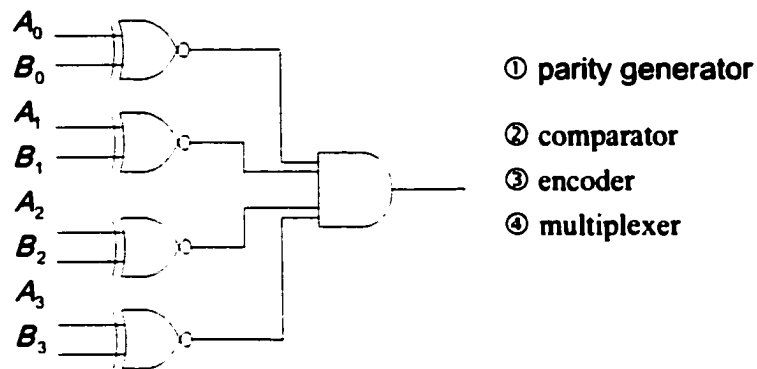 A₀
B₀
A₁
B₁
A₂
B₂
A₃
B₃
① parity generator
② comparator
③ encoder
④ multiplexer